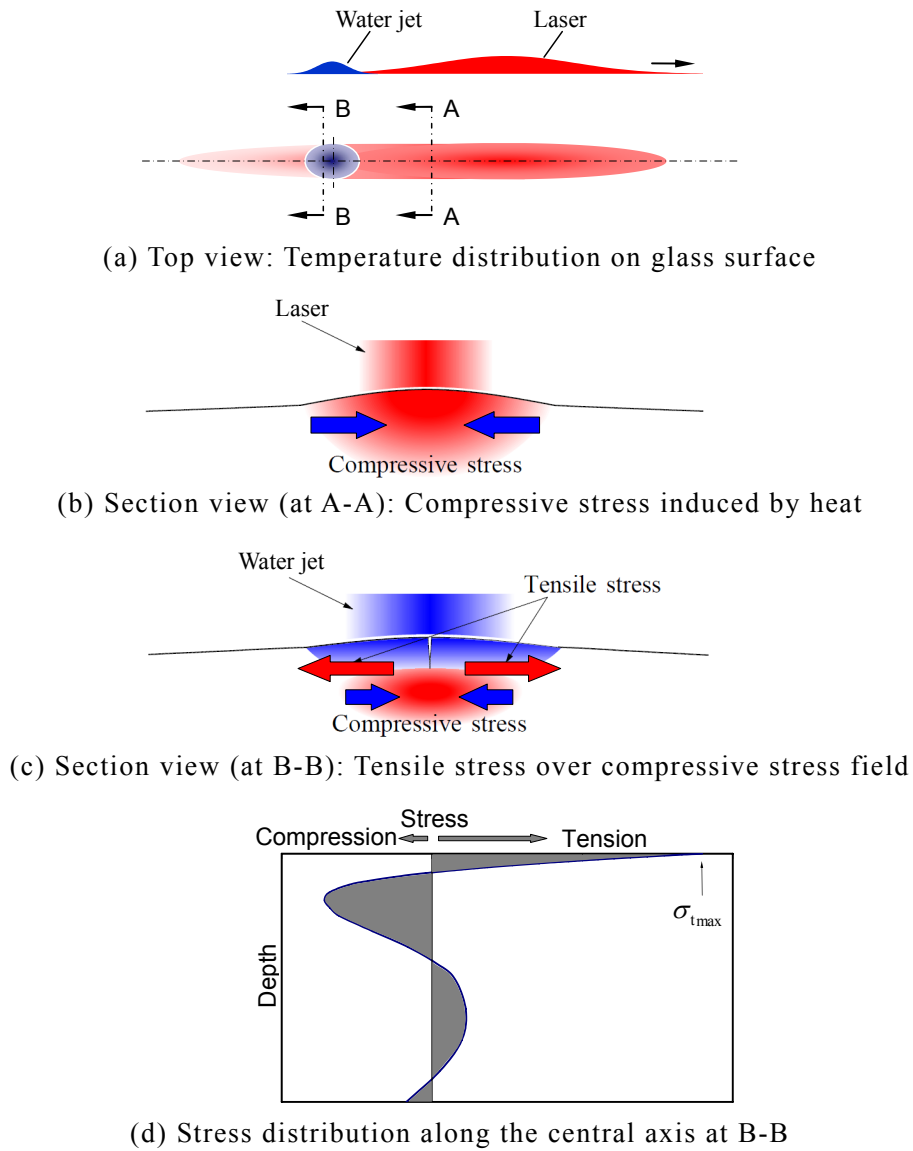 Water jet
Laser
B
A
B
A
(a) Top view: Temperature distribution on glass surface
Laser
Compressive stress
(b) Section view (at A-A): Compressive stress induced by heat
Water jet
Tensile stress
Compressive stress
(c) Section view (at B-B): Tensile stress over compressive stress field
Stress
Compression
Tension
σtmax
Depth
(d) Stress distribution along the central axis at B-B